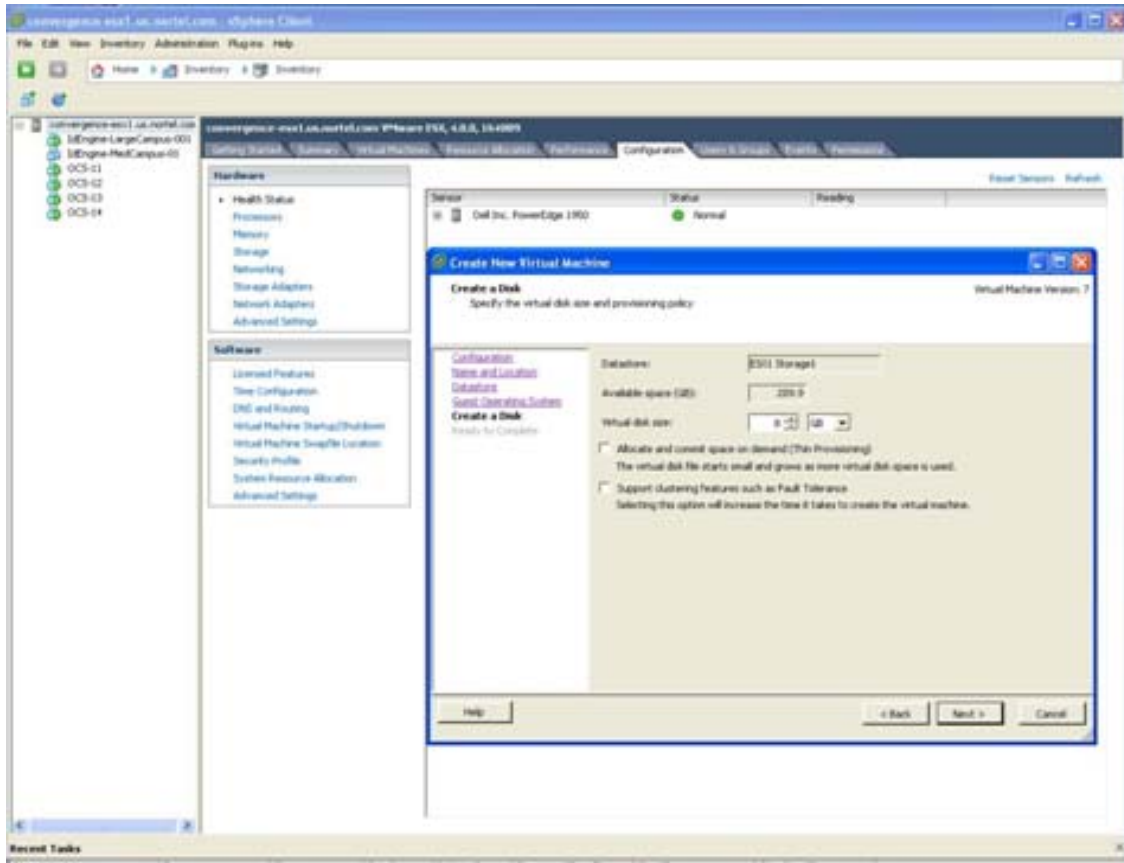 convergence-esx1.us.nortel.com - vSphere Client
File Edit View Inventory Administration Plug-ins Help
Home Inventory Inventory
convergence-esx1.us.nortel.com
IdEngine-LargeCampus-001
IdEngine-MedCampus-01
OCS-11
OCS-12
OCS-13
OCS-14
convergence-esx1.us.nortel.com VMware ESX, 4.0.0, 164009
Getting Started Summary Virtual Machines Resource Allocation Performance Configuration Users & Groups Events Permissions
Hardware
Health Status
Processors
Memory
Storage
Networking
Storage Adapters
Network Adapters
Advanced Settings
Software
Licensed Features
Time Configuration
DNS and Routing
Virtual Machine Startup/Shutdown
Virtual Machine Swapfile Location
Security Profile
System Resource Allocation
Advanced Settings
Reset Sensors Refresh
Sensor Status Reading
Dell Inc. PowerEdge 1950 Normal
Create New Virtual Machine
Create a Disk
Specify the virtual disk size and provisioning policy
Virtual Machine Version: 7
Configuration
Name and Location
Datastore
Guest Operating System
Create a Disk
Ready to Complete
Datastore:
Storage1
Available space (GB):
Virtual disk size: 8 GB
Allocate and commit space on demand (Thin Provisioning)
The virtual disk file starts small and grows as more virtual disk space is used.
Support clustering features such as Fault Tolerance
Selecting this option will increase the time it takes to create the virtual machine.
Help < Back Next > Cancel
Recent Tasks